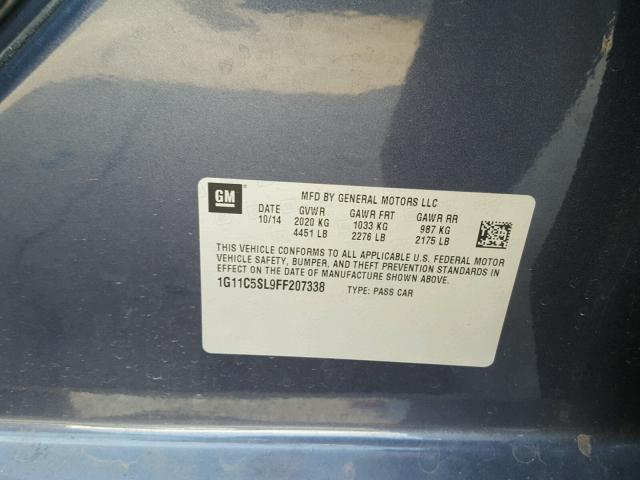 GM
MFD BY GENERAL MOTORS LLC
DATE GVWR GAWR FRT GAWR RR
10/14 2020 KG 1033 KG 987 KG
4451 LB 2276 LB 2175 LB
THIS VEHICLE CONFORMS TO ALL APPLICABLE U.S. FEDERAL MOTOR
VEHICLE SAFETY, BUMPER, AND THEFT PREVENTION STANDARDS IN
EFFECT ON THE DATE OF MANUFACTURE SHOWN ABOVE.
1G11C5SL9FF207338 TYPE: PASS CAR